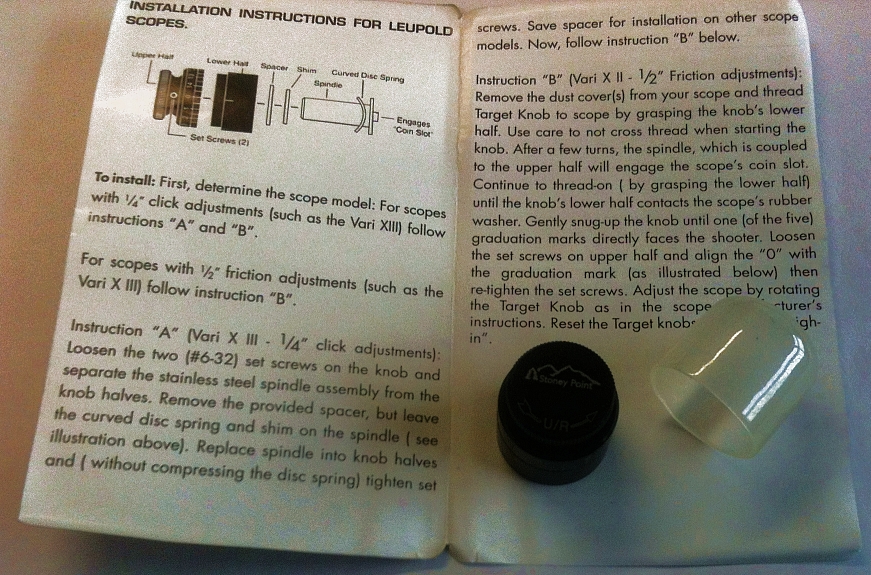 INSTALLATION INSTRUCTIONS FOR LEUPOLD
SCOPES.
Upper Half
Lower Half
Spacer
Shim
Curved Disc Spring
Spindle
Engages
"Coin Slot"
Set Screws (2)
To install: First, determine the scope model: For scopes
with ¼" click adjustments (such as the Vari XIII) follow
instructions "A" and "B".
For scopes with ½" friction adjustments (such as the
Vari X III) follow instruction "B".
Instruction "A" (Vari X III - 1/4" click adjustments):
Loosen the two (#6-32) set screws on the knob and
separate the stainless steel spindle assembly from the
knob halves. Remove the provided spacer, but leave
the curved disc spring and shim on the spindle ( see
illustration above). Replace spindle into knob halves
and ( without compressing the disc spring) tighten set
screws. Save spacer for installation on other scope
models. Now, follow instruction "B" below.
Instruction "B" (Vari X II - 1/2" Friction adjustments):
Remove the dust cover(s) from your scope and thread
Target Knob to scope by grasping the knob's lower
half. Use care to not cross thread when starting the
knob. After a few turns, the spindle, which is coupled
to the upper half will engage the scope's coin slot.
Continue to thread-on ( by grasping the lower half)
until the knob's lower half contacts the scope's rubber
washer. Gently snug-up the knob until one (of the five)
graduation marks directly faces the shooter. Loosen
the set screws on upper half and align the "0" with
the graduation mark (as illustrated below) then
re-tighten the set screws. Adjust the scope by rotating
the Target Knob as in the scope cturer's
instructions. Reset the Target knobs igh-
in".
Stoney Point
U/R